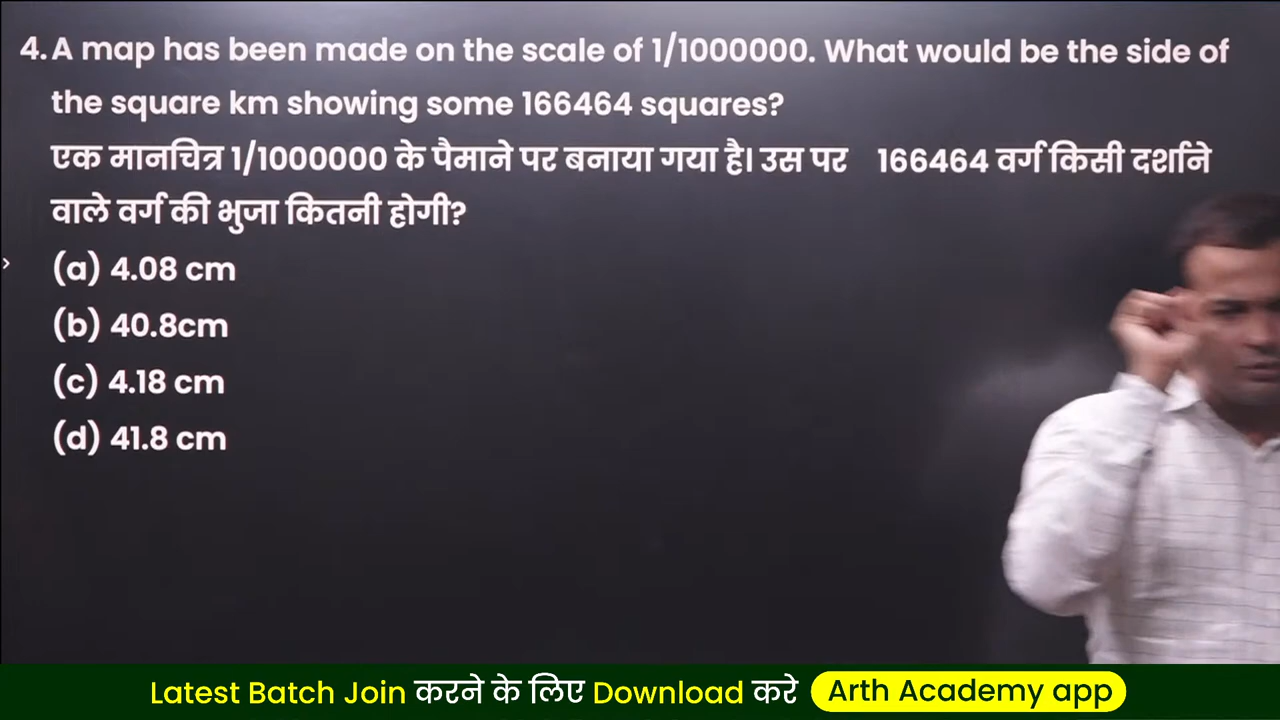 4. A map has been made on the scale of 1/1000000. What would be the side of
the square km showing some 166464 squares?
एक मानचित्र 1/1000000 के पैमाने पर बनाया गया है। उस पर 166464 वर्ग किमी दर्शाने
वाले वर्ग की भुजा कितनी होगी?
(a) 4.08 cm
(b) 40.8cm
(c) 4.18 cm
(d) 41.8 cm
Latest Batch Join करने के लिए Download करे Arth Academy app